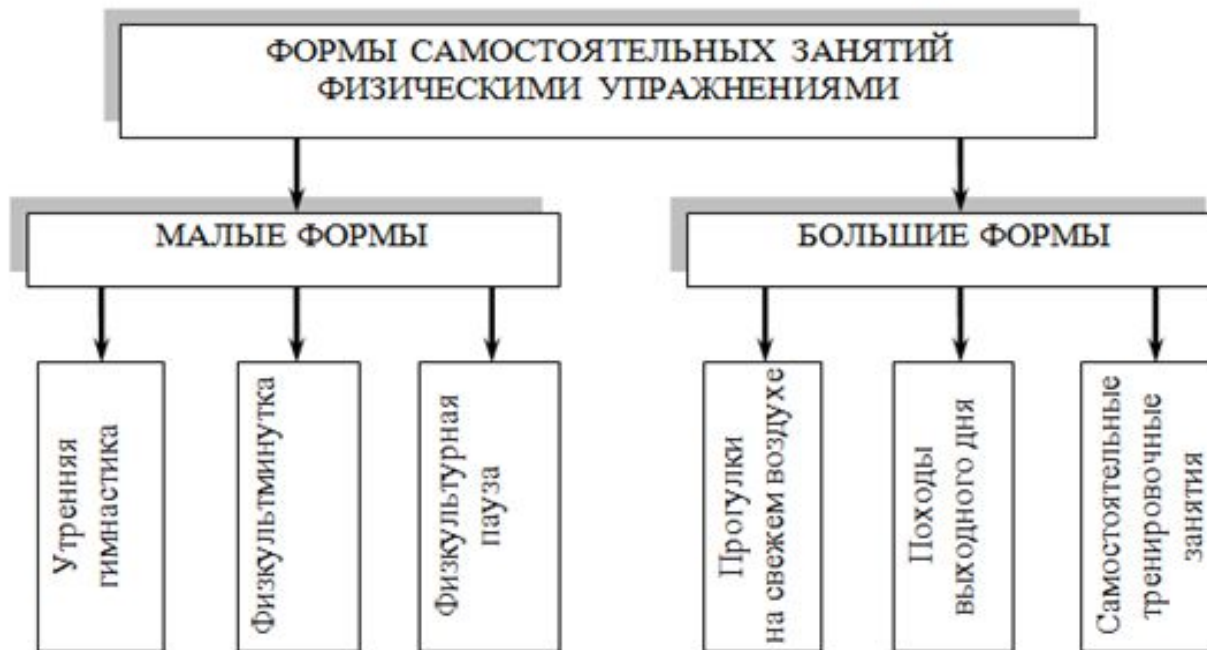 ФОРМЫ САМОСТОЯТЕЛЬНЫХ ЗАНЯТИЙ
ФИЗИЧЕСКИМИ УПРАЖНЕНИЯМИ
МАЛЫЕ ФОРМЫ
БОЛЬШИЕ ФОРМЫ
Утренняя
гимнастика
Физкультминутка
Физкультурная
пауза
Прогулки
на свежем воздухе
Походы
выходного дня
Самостоятельные
тренировочные
занятия